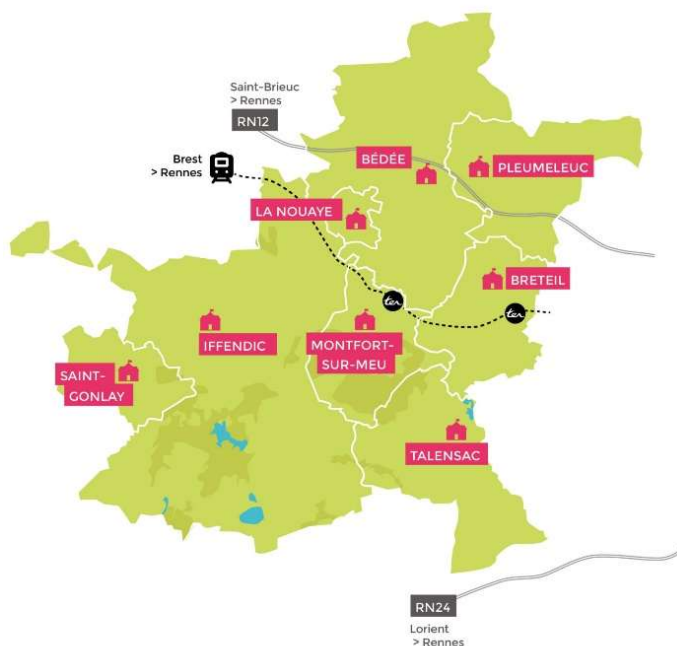 Saint-Brieuc
> Rennes
RN12
Brest
> Rennes
BÉDÉE
PLEUMELEUC
LA NOUAYE
BRETEIL
ter
ter
IFFENDIC
MONTFORT-
SUR-MEU
SAINT-
GONLAY
TALENSAC
RN24
Lorient
> Rennes